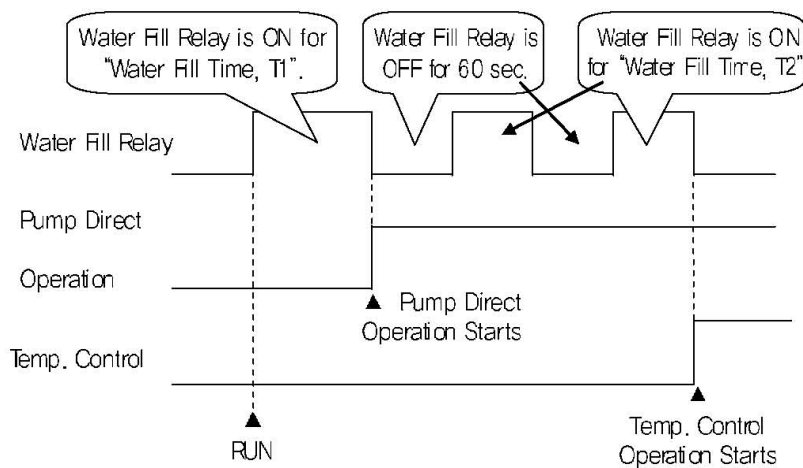 Water Fill Relay is ON for
“Water Fill Time, T1”.
Water Fill Relay is
OFF for 60 sec.
Water Fill Relay is ON
for “Water Fill Time, T2”
Water Fill Relay
Pump Direct
Operation
Pump Direct
Operation Starts
Temp. Control
RUN
Temp. Control
Operation Starts